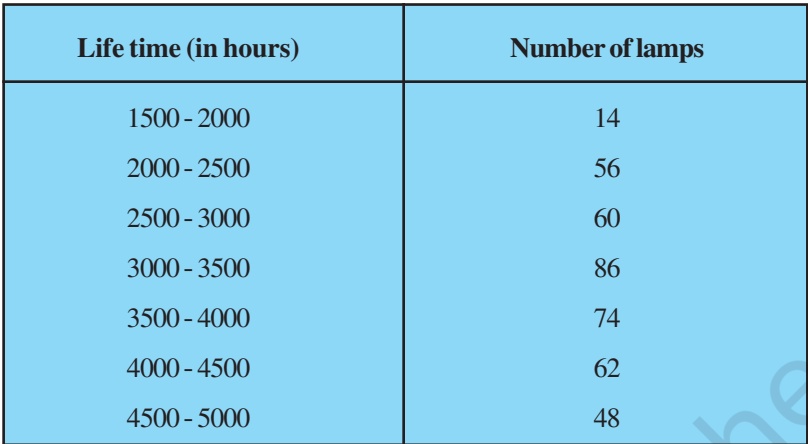 Life time (in hours) Number of lamps
1500 - 2000 14
2000 - 2500 56
2500 - 3000 60
3000 - 3500 86
3500 - 4000 74
4000 - 4500 62
4500 - 5000 48
he